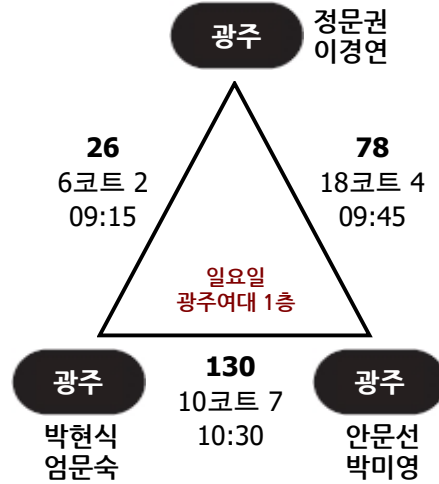 광주
정문권
이경연
26
6코트 2
09:15
78
18코트 4
09:45
일요일
광주여대 1층
광주
박현식
엄문숙
130
10코트 7
10:30
광주
안문선
박미영